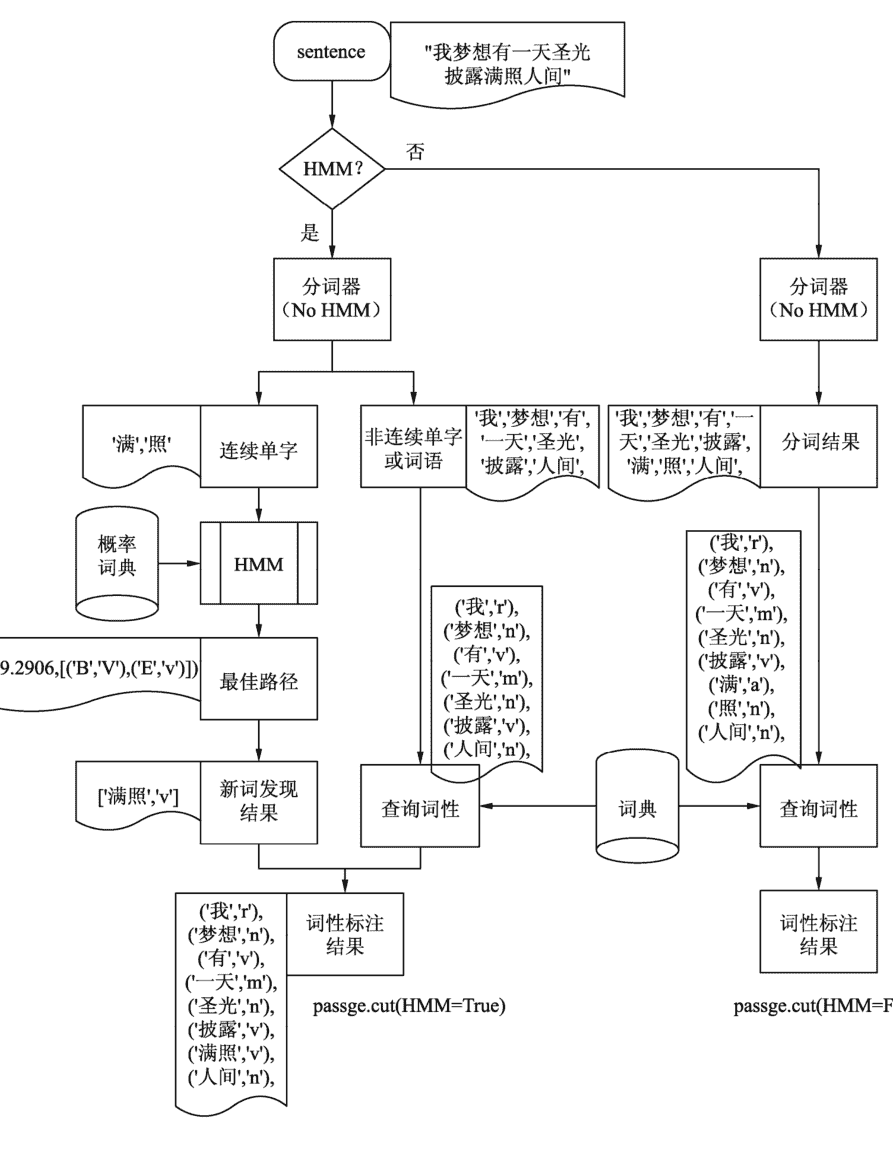 sentence
"我梦想有一天圣光
披露满照人间"
HMM？
否
是
分词器
（No HMM）
分词器
（No HMM）
'满','照'
连续单字
非连续单字
或词语
'我','梦想','有',
'一天','圣光',
'披露','人间',
'我','梦想','有','一
天','圣光','披露',
'满','照','人间',
分词结果
概率
词典
HMM
('我','r'),
('梦想','n'),
('有','v'),
('一天','m'),
('圣光','n'),
('披露','v'),
('人间','n'),
('我','r'),
('梦想','n'),
('有','v'),
('一天','m'),
('圣光','n'),
('披露','v'),
('满','a'),
('照','n'),
('人间','n'),
9.2906,[('B','V'),('E','v')])
最佳路径
['满照','v']
新词发现
结果
查询词性
词典
查询词性
('我','r'),
('梦想','n'),
('有','v'),
('一天','m'),
('圣光','n'),
('披露','v'),
('满照','v'),
('人间','n'),
词性标注
结果
词性标注
结果
passge.cut(HMM=True)
passge.cut(HMM=F